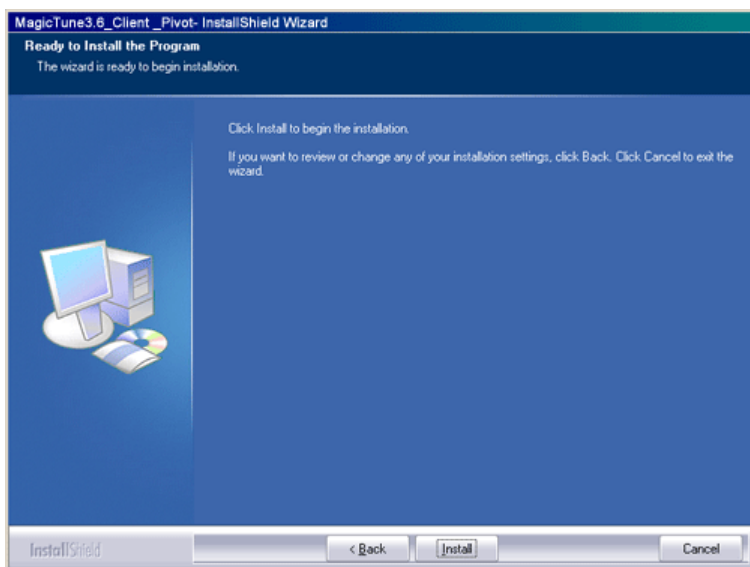 MagicTune3.6_Client _Pivot- InstallShield Wizard
Ready to Install the Program
The wizard is ready to begin installation.
Click Install to begin the installation.
If you want to review or change any of your installation settings, click Back. Click Cancel to exit the
wizard.
InstallShield
< Back
Install
Cancel